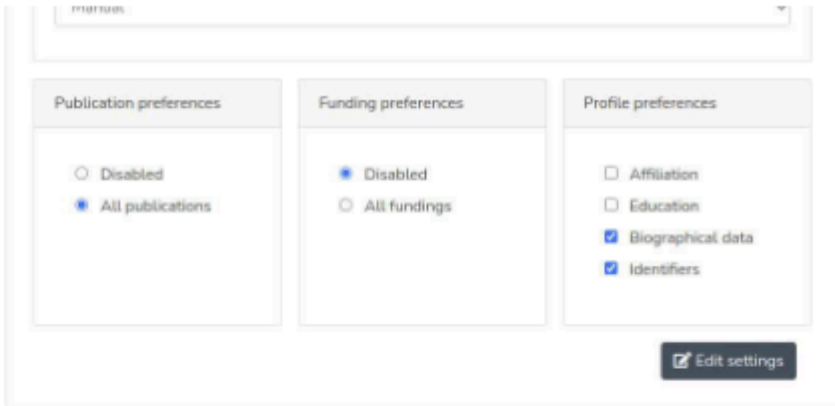 Manual
Publication preferences
Disabled
All publications
Funding preferences
Disabled
All fundings
Profile preferences
Affiliation
Education
Biographical data
Identifiers
Edit settings